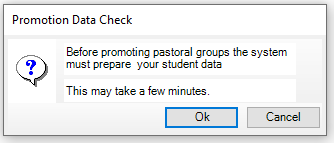 Promotion Data Check
Before promoting pastoral groups the system
must prepare your student data
This may take a few minutes.
Ok
Cancel